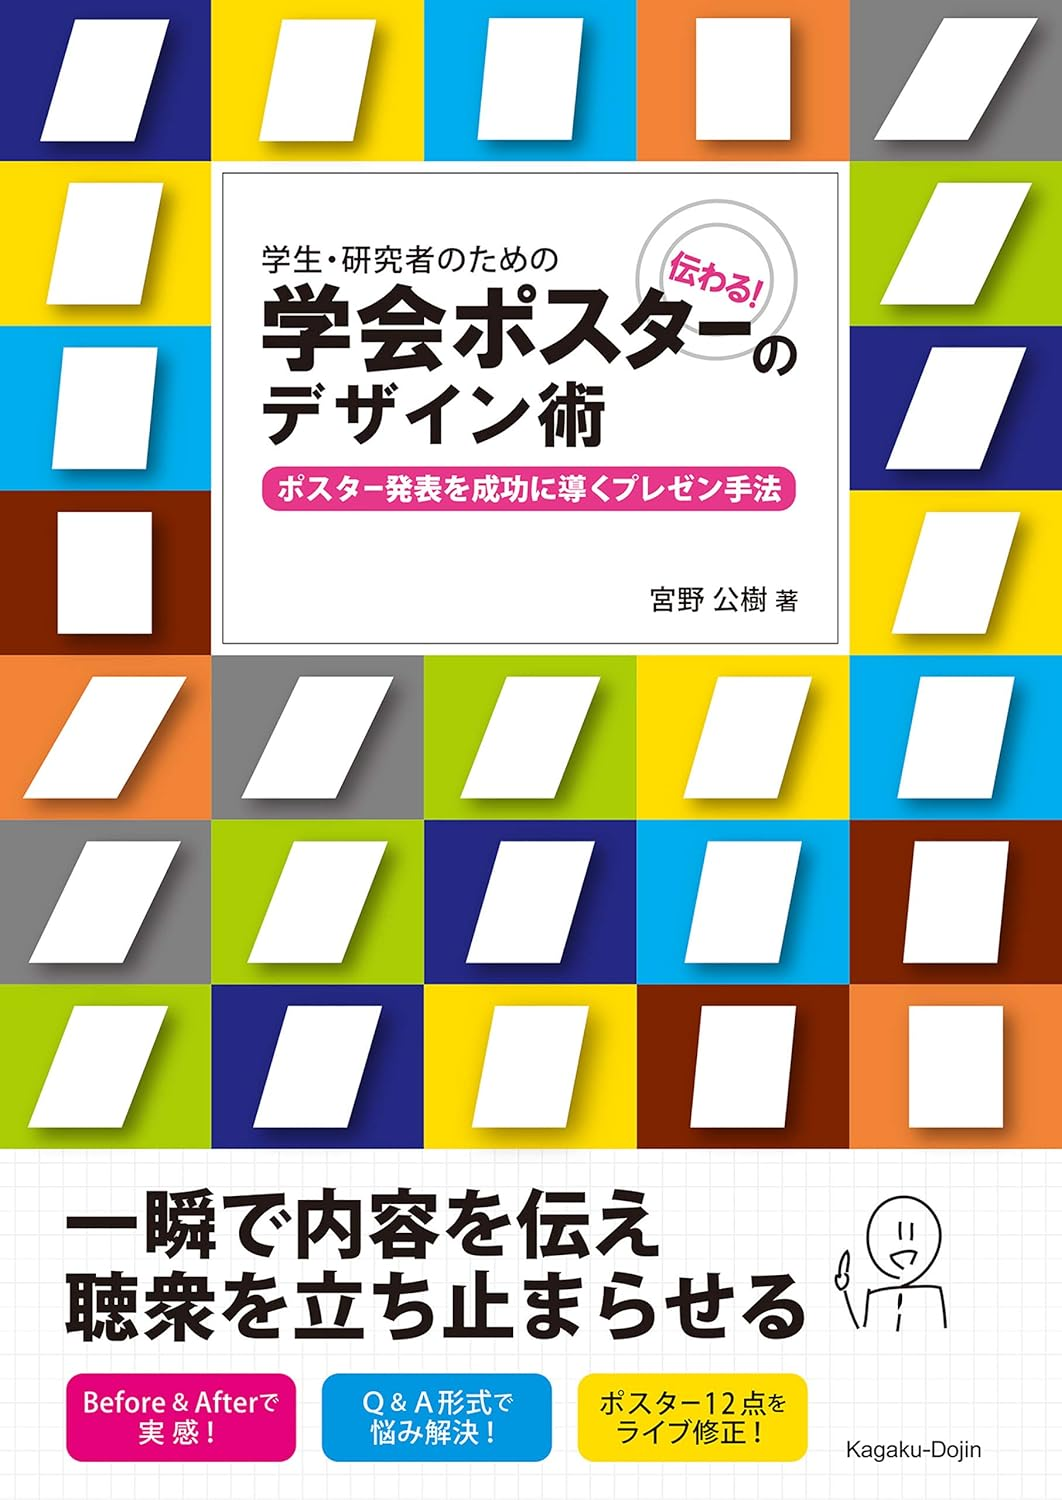 学生・研究者のための
伝わる!
学会ポスターの
デザイン術
ポスター発表を成功に導くプレゼン手法
宮野 公樹 著
一瞬で内容を伝え
聴衆を立ち止まらせる
Before & Afterで
実感!
Q & A 形式で
悩み解決!
ポスター12点を
ライブ修正!
Kagaku-Dojin